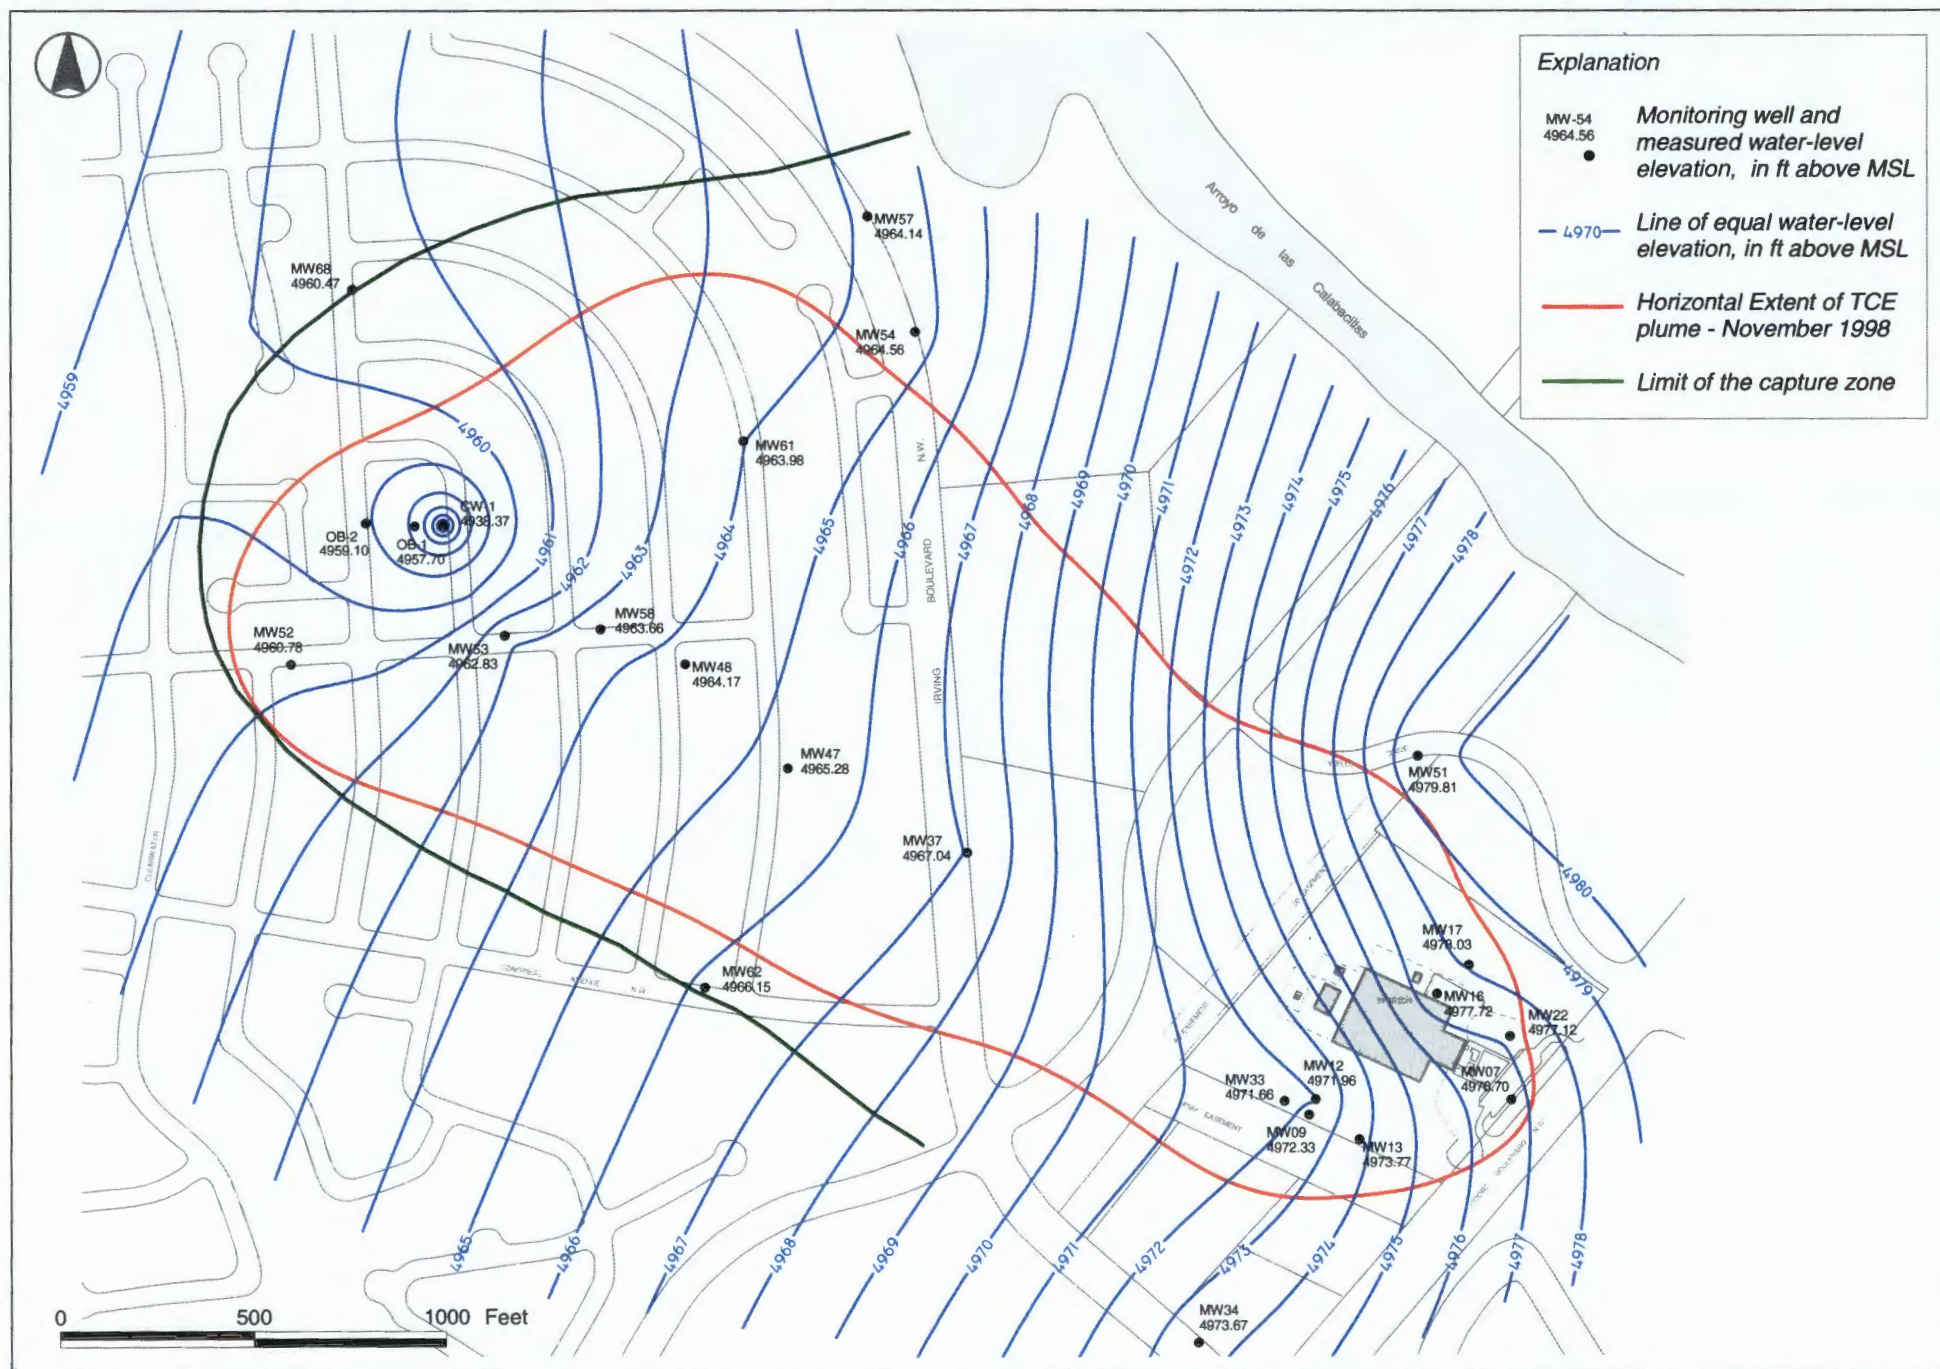 Explanation
MW-54
4964.56
Monitoring well and
measured water-level
elevation, in ft above MSL
4970
Line of equal water-level
elevation, in ft above MSL
Horizontal Extent of TCE
plume - November 1998
Limit of the capture zone
Arroyo de las Calabacillas
MW57
4964.14
MW68
4960.47
MW54
4964.56
4959
4960
MW61
4963.98
N.W.
CW-1
4938.37
OB-2
4959.10
OB-1
4957.70
4961
4962
4963
4964
4965
4966
4967
4968
4969
4970
4971
4972
4973
4974
4975
4976
4977
4978
BOULEVARD
IRVING
MW58
4963.66
MW52
4960.78
MW53
4962.83
MW48
4964.17
MW47
4965.28
MW51
4979.81
MW37
4967.04
CLEARWATER
EASEMENT
4980
MW17
4978.03
4979
MW62
4966.15
AVENUE N.W.
EASEMENT
MW16
4977.72
MW22
4977.12
MW12
4971.96
MW33
4971.66
MW07
4976.70
EASEMENT
MW09
4972.33
MW13
4973.77
4965
4966
4967
4968
4969
4970
4971
4972
4973
4974
4975
4976
4977
4978
MW34
4973.67
0 500 1000 Feet